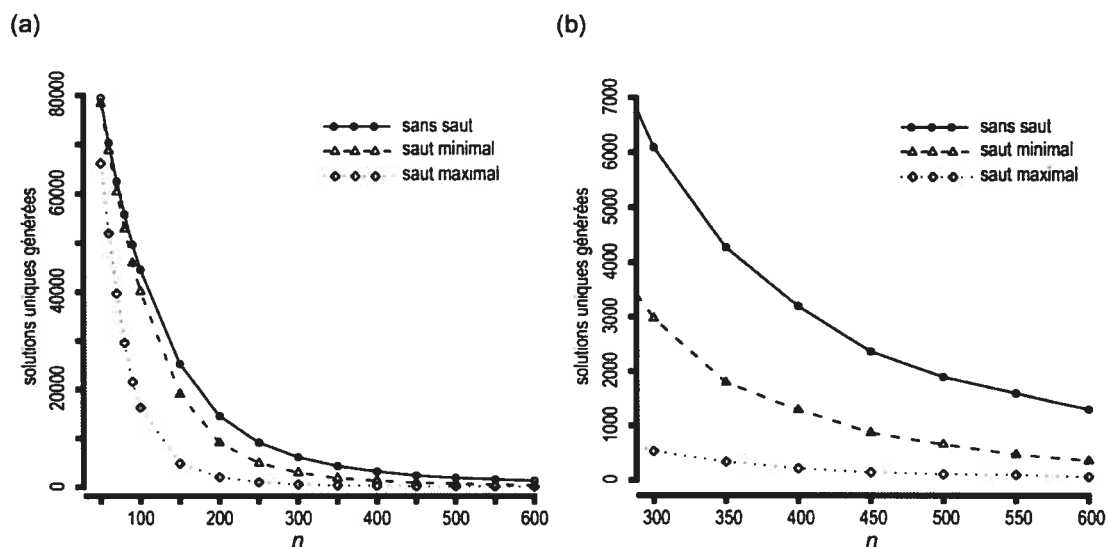 (a)
solutions uniques générées
80000
60000
40000
20000
0
sans saut
saut minimal
saut maximal
100 200 300 400 500 600
n
(b)
solutions uniques générées
7000
6000
5000
4000
3000
2000
1000
0
sans saut
saut minimal
saut maximal
300 350 400 450 500 550 600
n